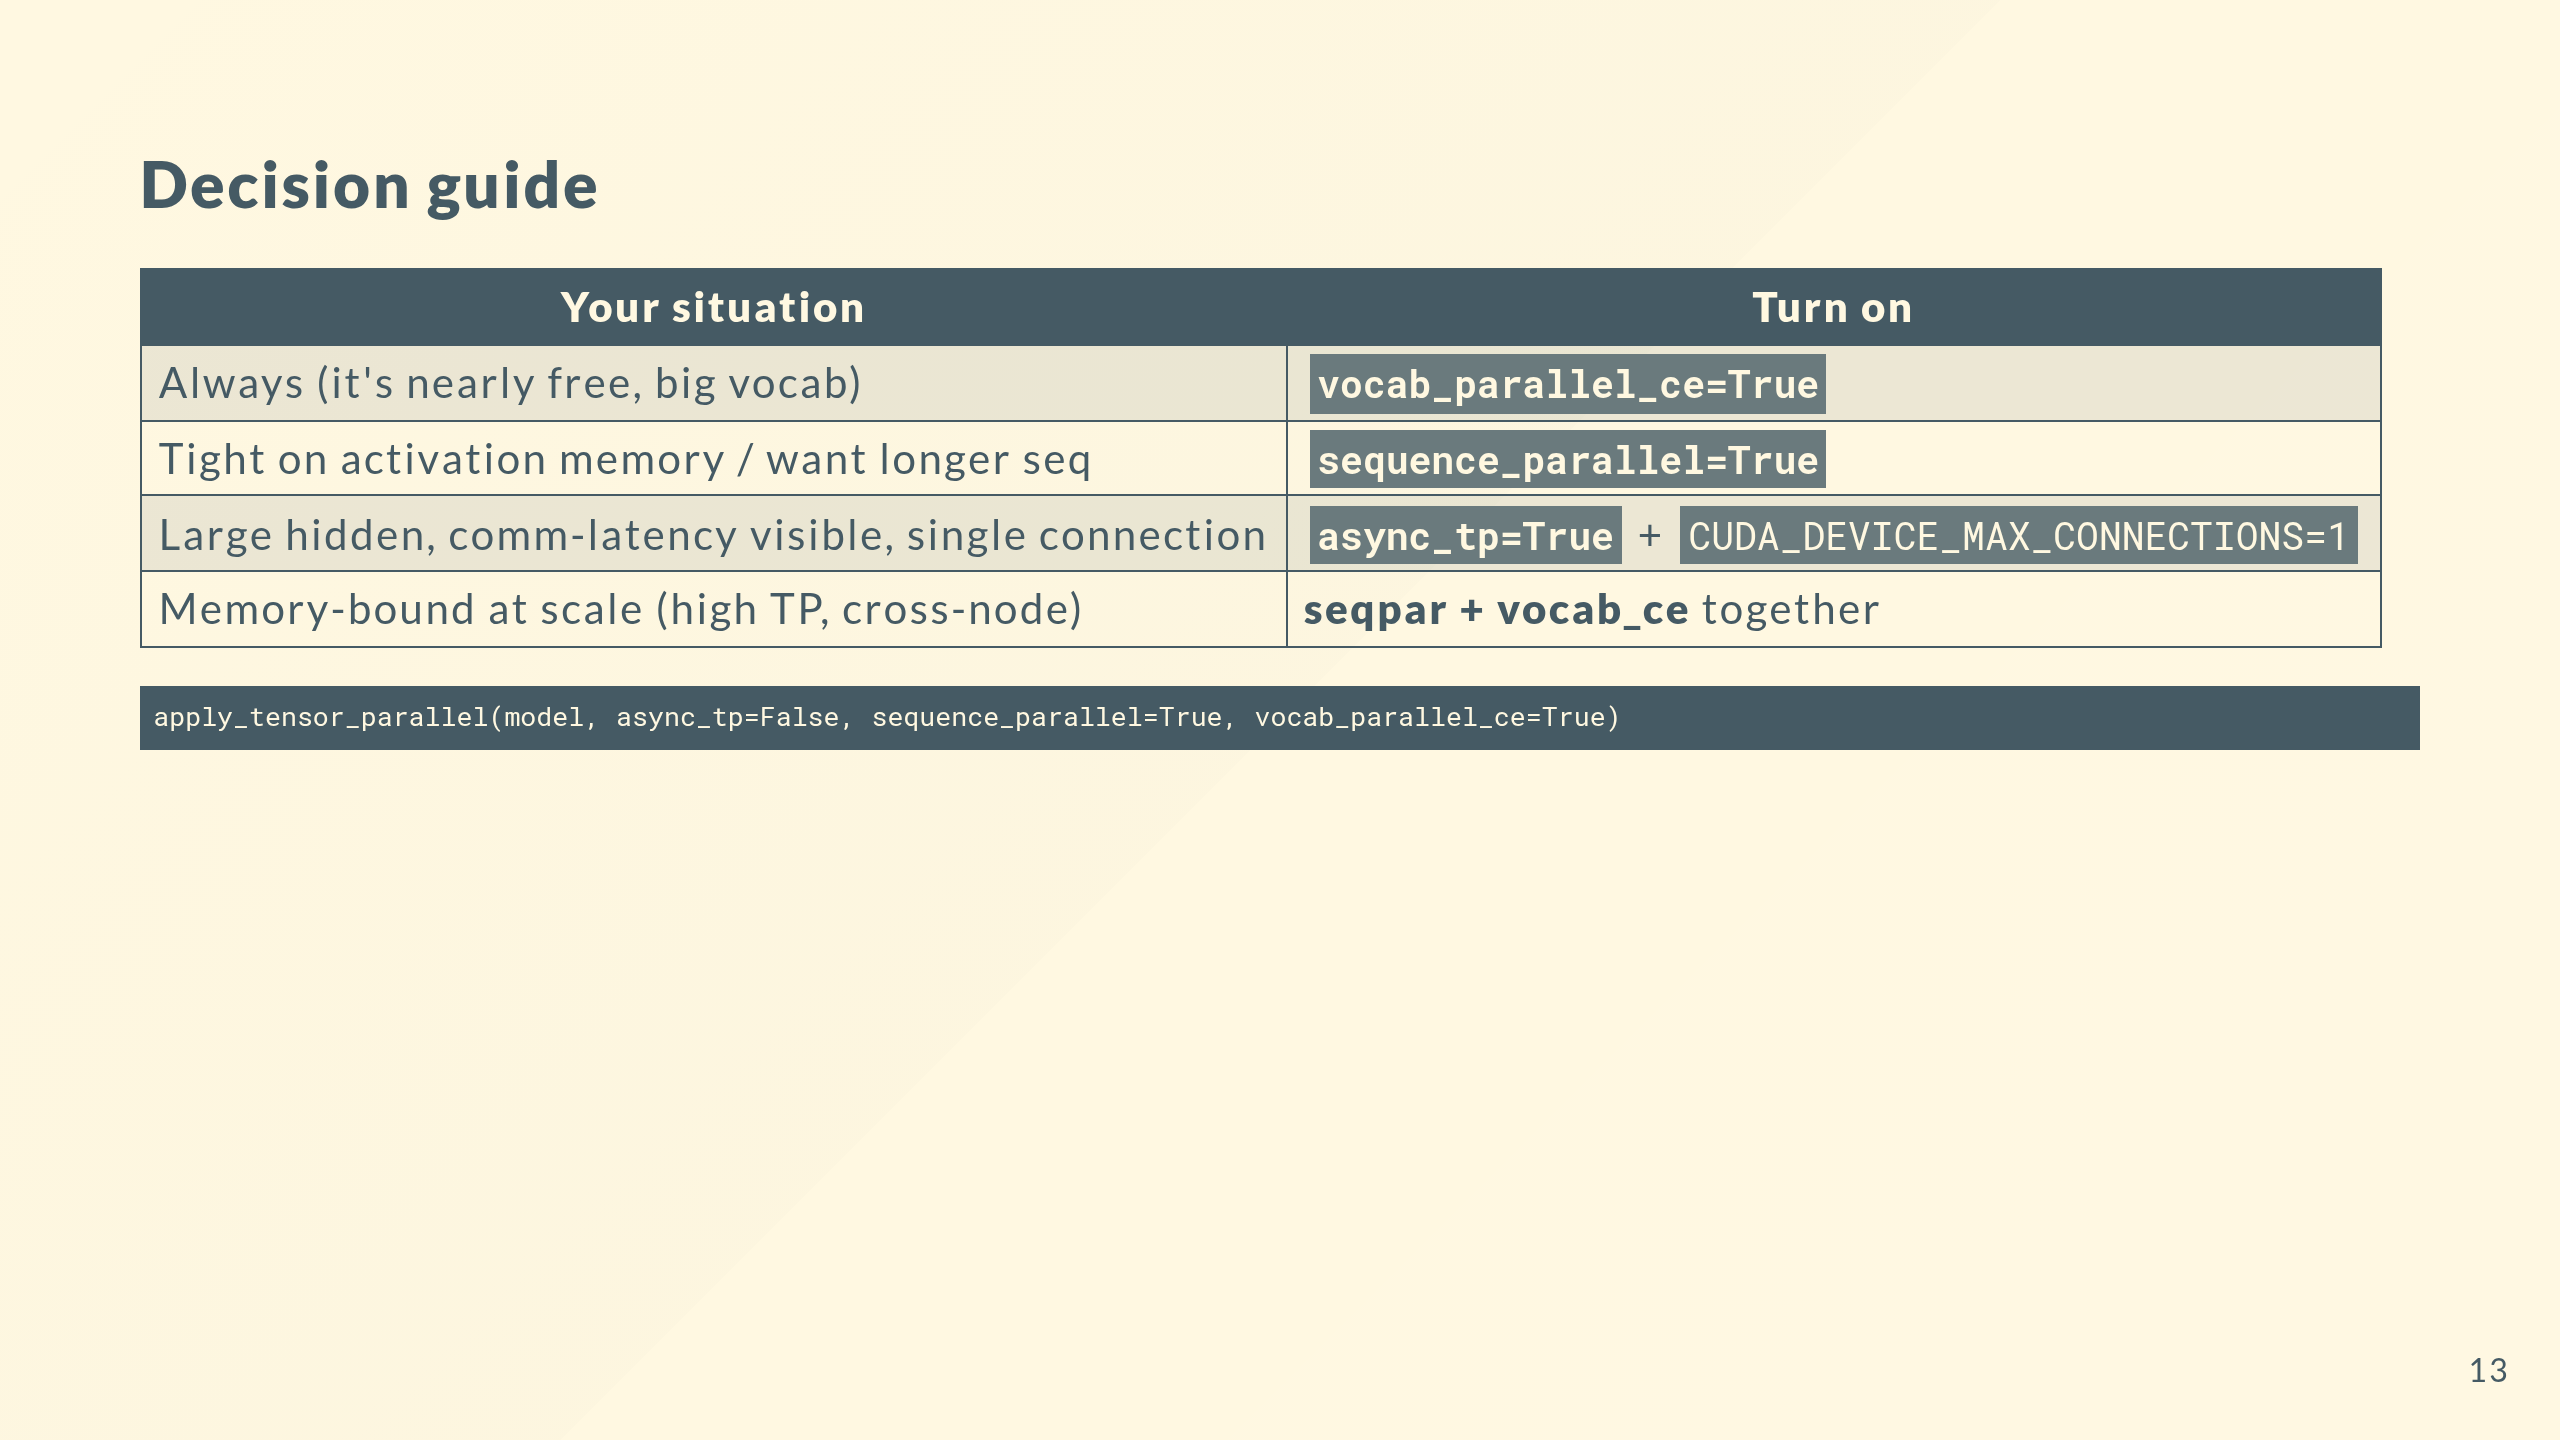 Decision guide
Your situation
Turn on
Always (it's nearly free, big vocab)
vocab_parallel_ce=True
Tight on activation memory / want longer seq
sequence_parallel=True
Large hidden, comm-latency visible, single connection
async_tp=True + CUDA_DEVICE_MAX_CONNECTIONS=1
Memory-bound at scale (high TP, cross-node)
seqpar + vocab_ce together
apply_tensor_parallel(model, async_tp=False, sequence_parallel=True, vocab_parallel_ce=True)
13